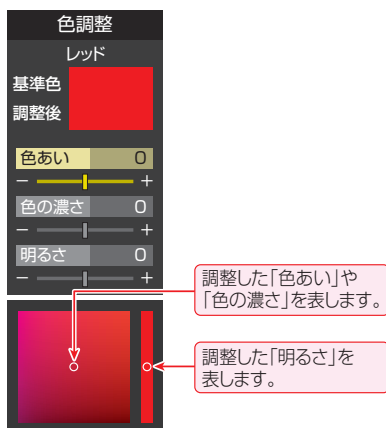 色調整
レッド
基準色
調整後
色あい 0
− +
色の濃さ 0
− +
明るさ 0
− +
調整した「色あい」や
「色の濃さ」を表します。
調整した「明るさ」を
表します。